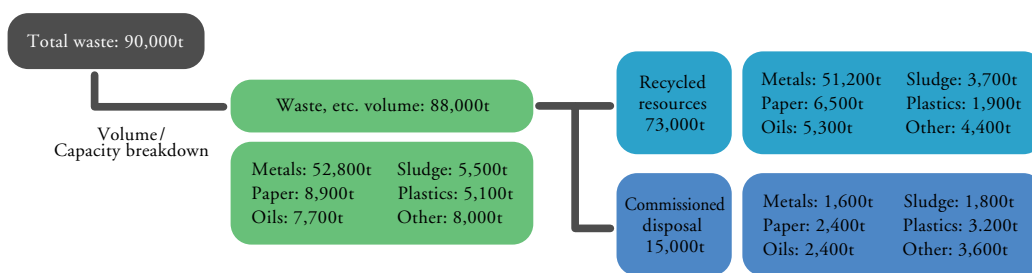 Total waste: 90,000t
Volume/
Capacity breakdown
Waste, etc. volume: 88,000t
Metals: 52,800t Sludge: 5,500t
Paper: 8,900t Plastics: 5,100t
Oils: 7,700t Other: 8,000t
Recycled
resources
73,000t
Metals: 51,200t Sludge: 3,700t
Paper: 6,500t Plastics: 1,900t
Oils: 5,300t Other: 4,400t
Commissioned
disposal
15,000t
Metals: 1,600t Sludge: 1,800t
Paper: 2,400t Plastics: 3.200t
Oils: 2,400t Other: 3,600t